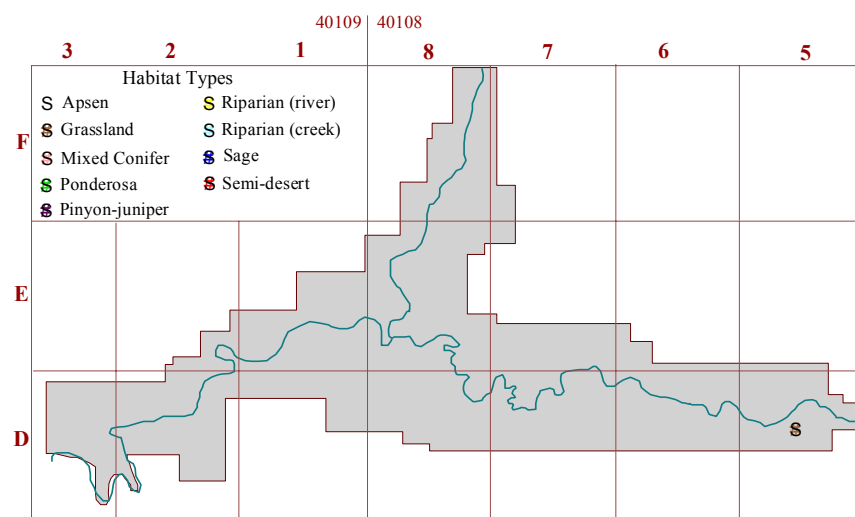 40109 40108
3 2 1 8 7 6 5
Habitat Types
S Apsen
S Riparian (river)
S Grassland
S Riparian (creek)
S Mixed Conifer
S Sage
S Ponderosa
S Semi-desert
S Pinyon-juniper
F
E
D
S